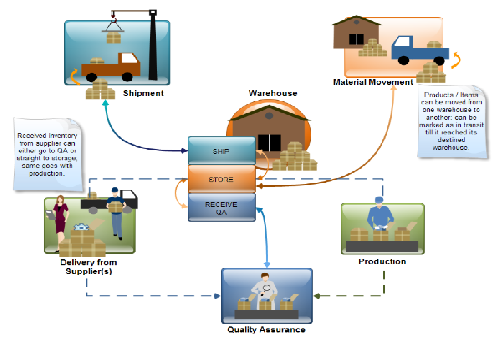 Shipment
Warehouse
Material Movement
Products / Items
can be moved from
one warehouse to
another; can be
marked as in transit
till it reached its
destined
warehouse.
Received inventory
from supplier can
either go to QA or
straight to storage,
same goes with
production.
SHIP
STORE
RECEIVE
QA
Delivery from
Supplier(s)
Production
Quality Assurance